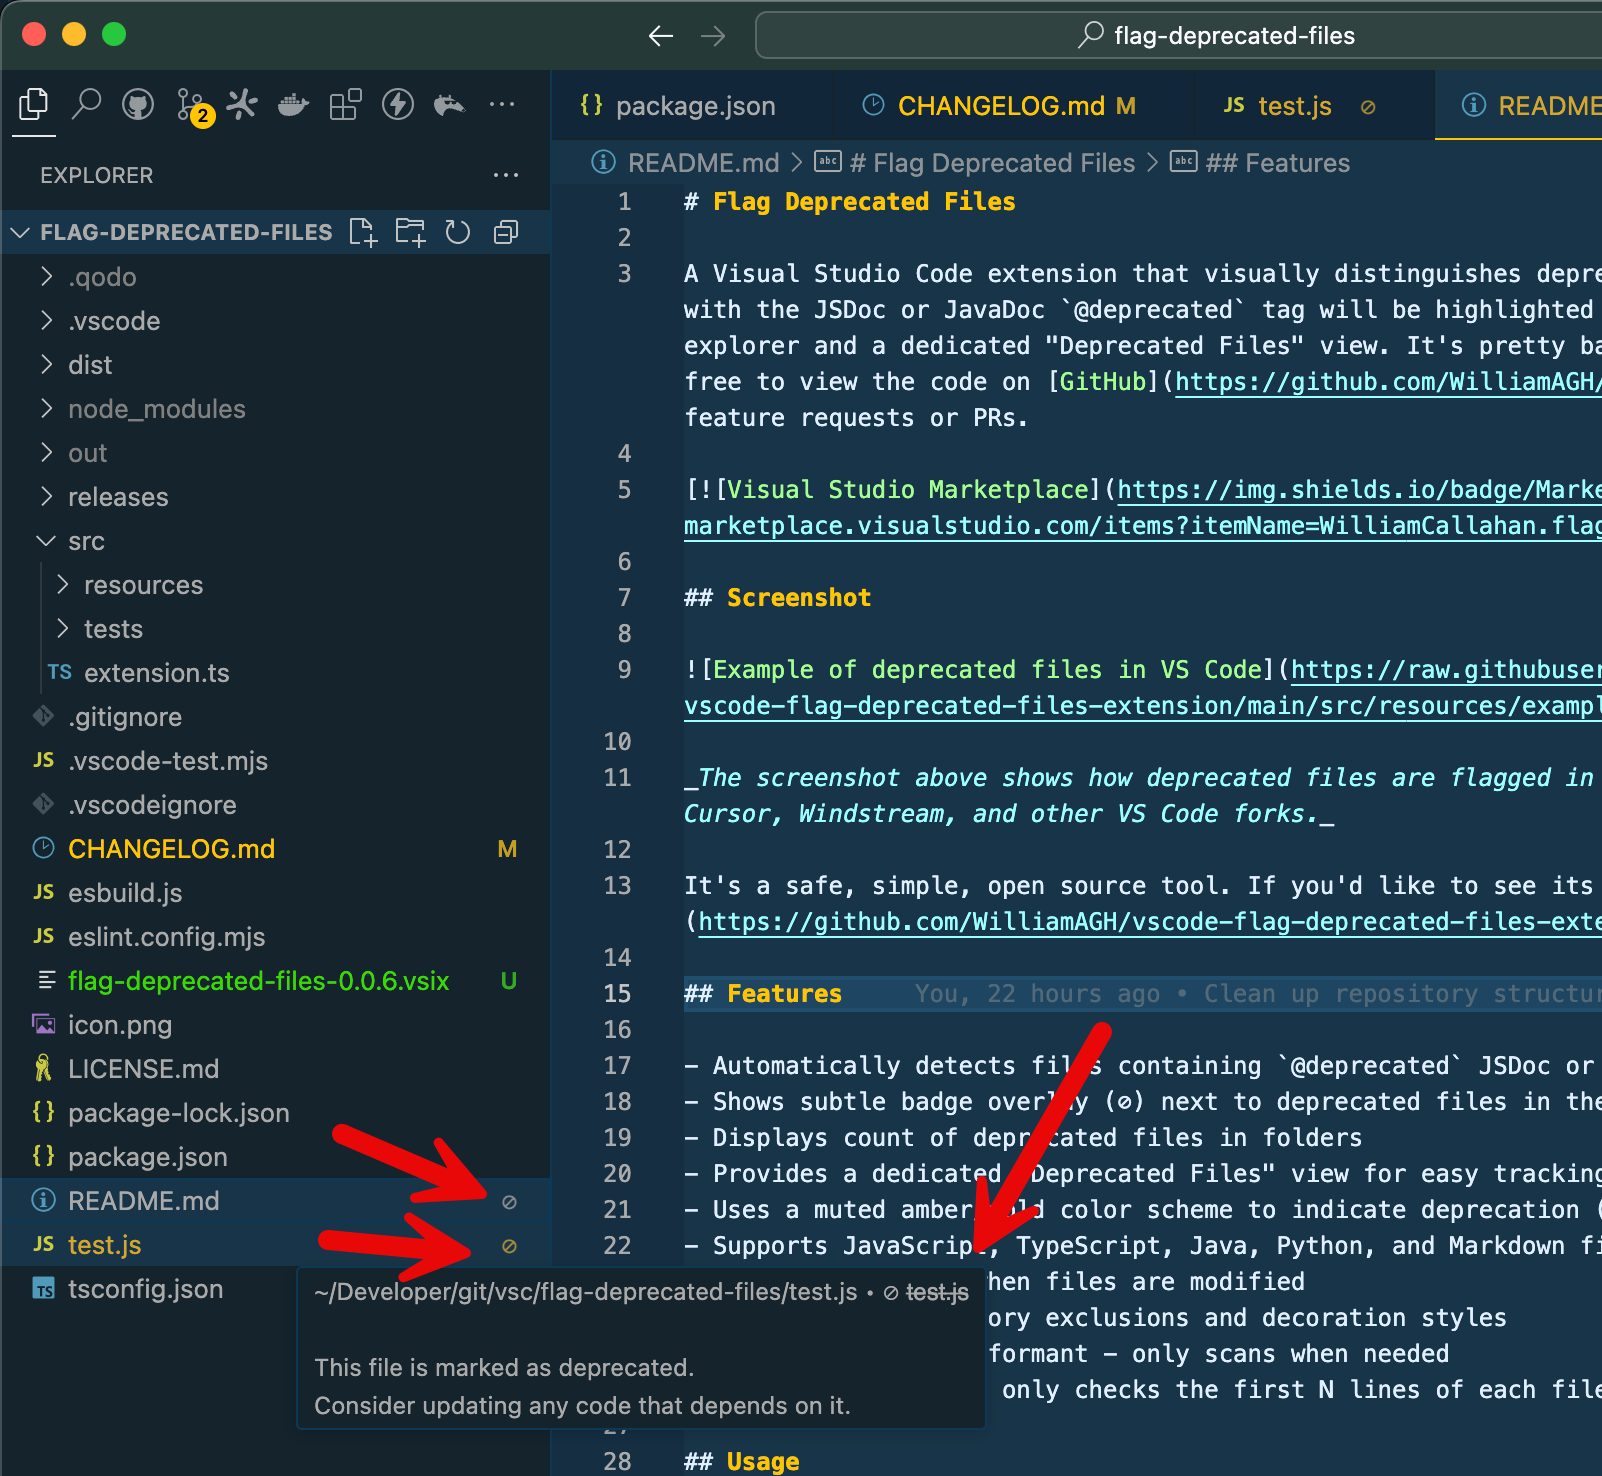 flag-deprecated-files
2
{} package.json
CHANGELOG.md M
JS test.js ⊘
README
EXPLORER
README.md > abc # Flag Deprecated Files > abc ## Features
FLAG-DEPRECATED-FILES
.qodo
.vscode
dist
node_modules
out
releases
src
resources
tests
TS extension.ts
.gitignore
JS .vscode-test.mjs
.vscodeignore
CHANGELOG.md M
JS esbuild.js
JS eslint.config.mjs
flag-deprecated-files-0.0.6.vsix U
icon.png
LICENSE.md
{} package-lock.json
{} package.json
README.md ⊘
JS test.js ⊘
TS tsconfig.json
1 # Flag Deprecated Files
2
3 A Visual Studio Code extension that visually distinguishes depre
with the JSDoc or JavaDoc `@deprecated` tag will be highlighted
explorer and a dedicated "Deprecated Files" view. It's pretty ba
free to view the code on [GitHub](https://github.com/WilliamAGH/
feature requests or PRs.
4
5 [![Visual Studio Marketplace](https://img.shields.io/badge/Marke
marketplace.visualstudio.com/items?itemName=WilliamCallahan.flag
6
7 ## Screenshot
8
9 ![Example of deprecated files in VS Code](https://raw.githubuser
vscode-flag-deprecated-files-extension/main/src/resources/exampl
10
11 _The screenshot above shows how deprecated files are flagged in
Cursor, Windstream, and other VS Code forks._
12
13 It's a safe, simple, open source tool. If you'd like to see its
(https://github.com/WilliamAGH/vscode-flag-deprecated-files-exte
14
15 ## Features You, 22 hours ago • Clean up repository structur
16
17 – Automatically detects files containing `@deprecated` JSDoc or
18 – Shows subtle badge overlay (⊘) next to deprecated files in the
19 – Displays count of deprecated files in folders
20 – Provides a dedicated "Deprecated Files" view for easy tracking
21 – Uses a muted amber/gold color scheme to indicate deprecation (
22 – Supports JavaScript, TypeScript, Java, Python, and Markdown fi
hen files are modified
ory exclusions and decoration styles
formant – only scans when needed
only checks the first N lines of each file
27
28 ## Usage
~/Developer/git/vsc/flag-deprecated-files/test.js • ⊘ test.js
This file is marked as deprecated.
Consider updating any code that depends on it.